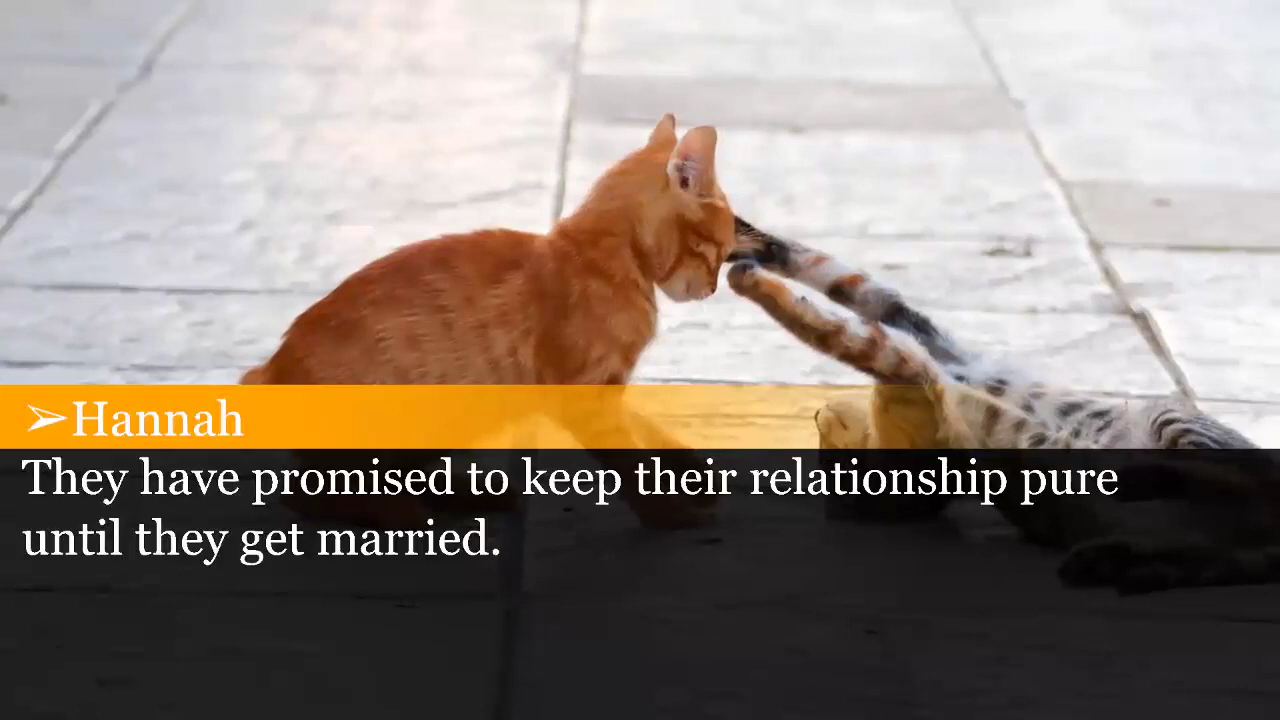 ➢Hannah
They have promised to keep their relationship pure
until they get married.